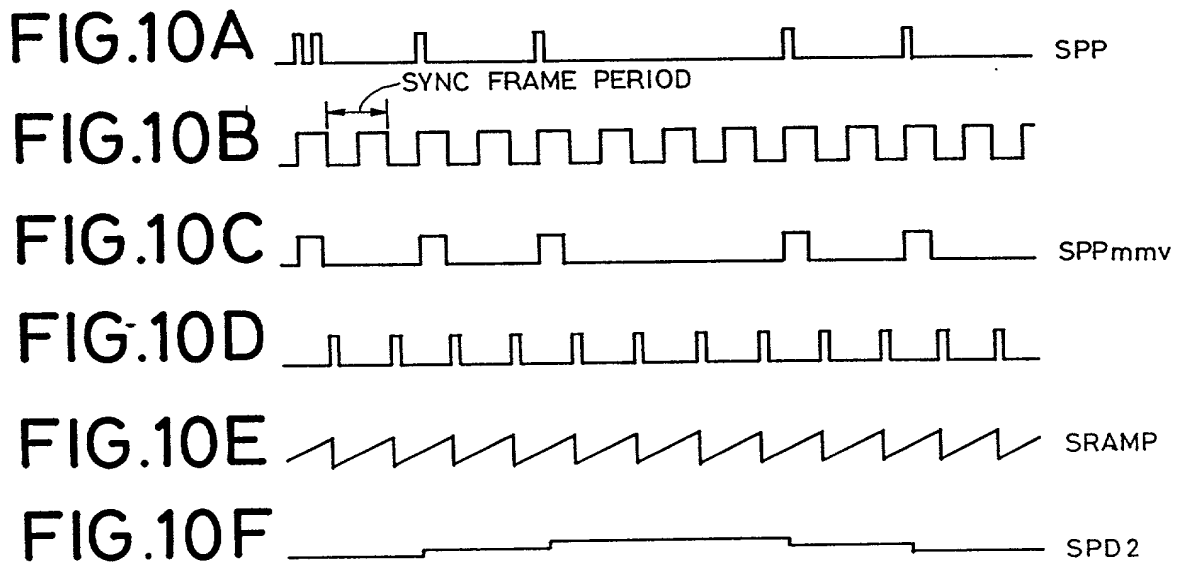 FIG.10A
SPP
SYNC FRAME PERIOD
FIG.10B
FIG.10C
SPPmmv
FIG.10D
FIG.10E
SRAMP
FIG.10F
SPD2